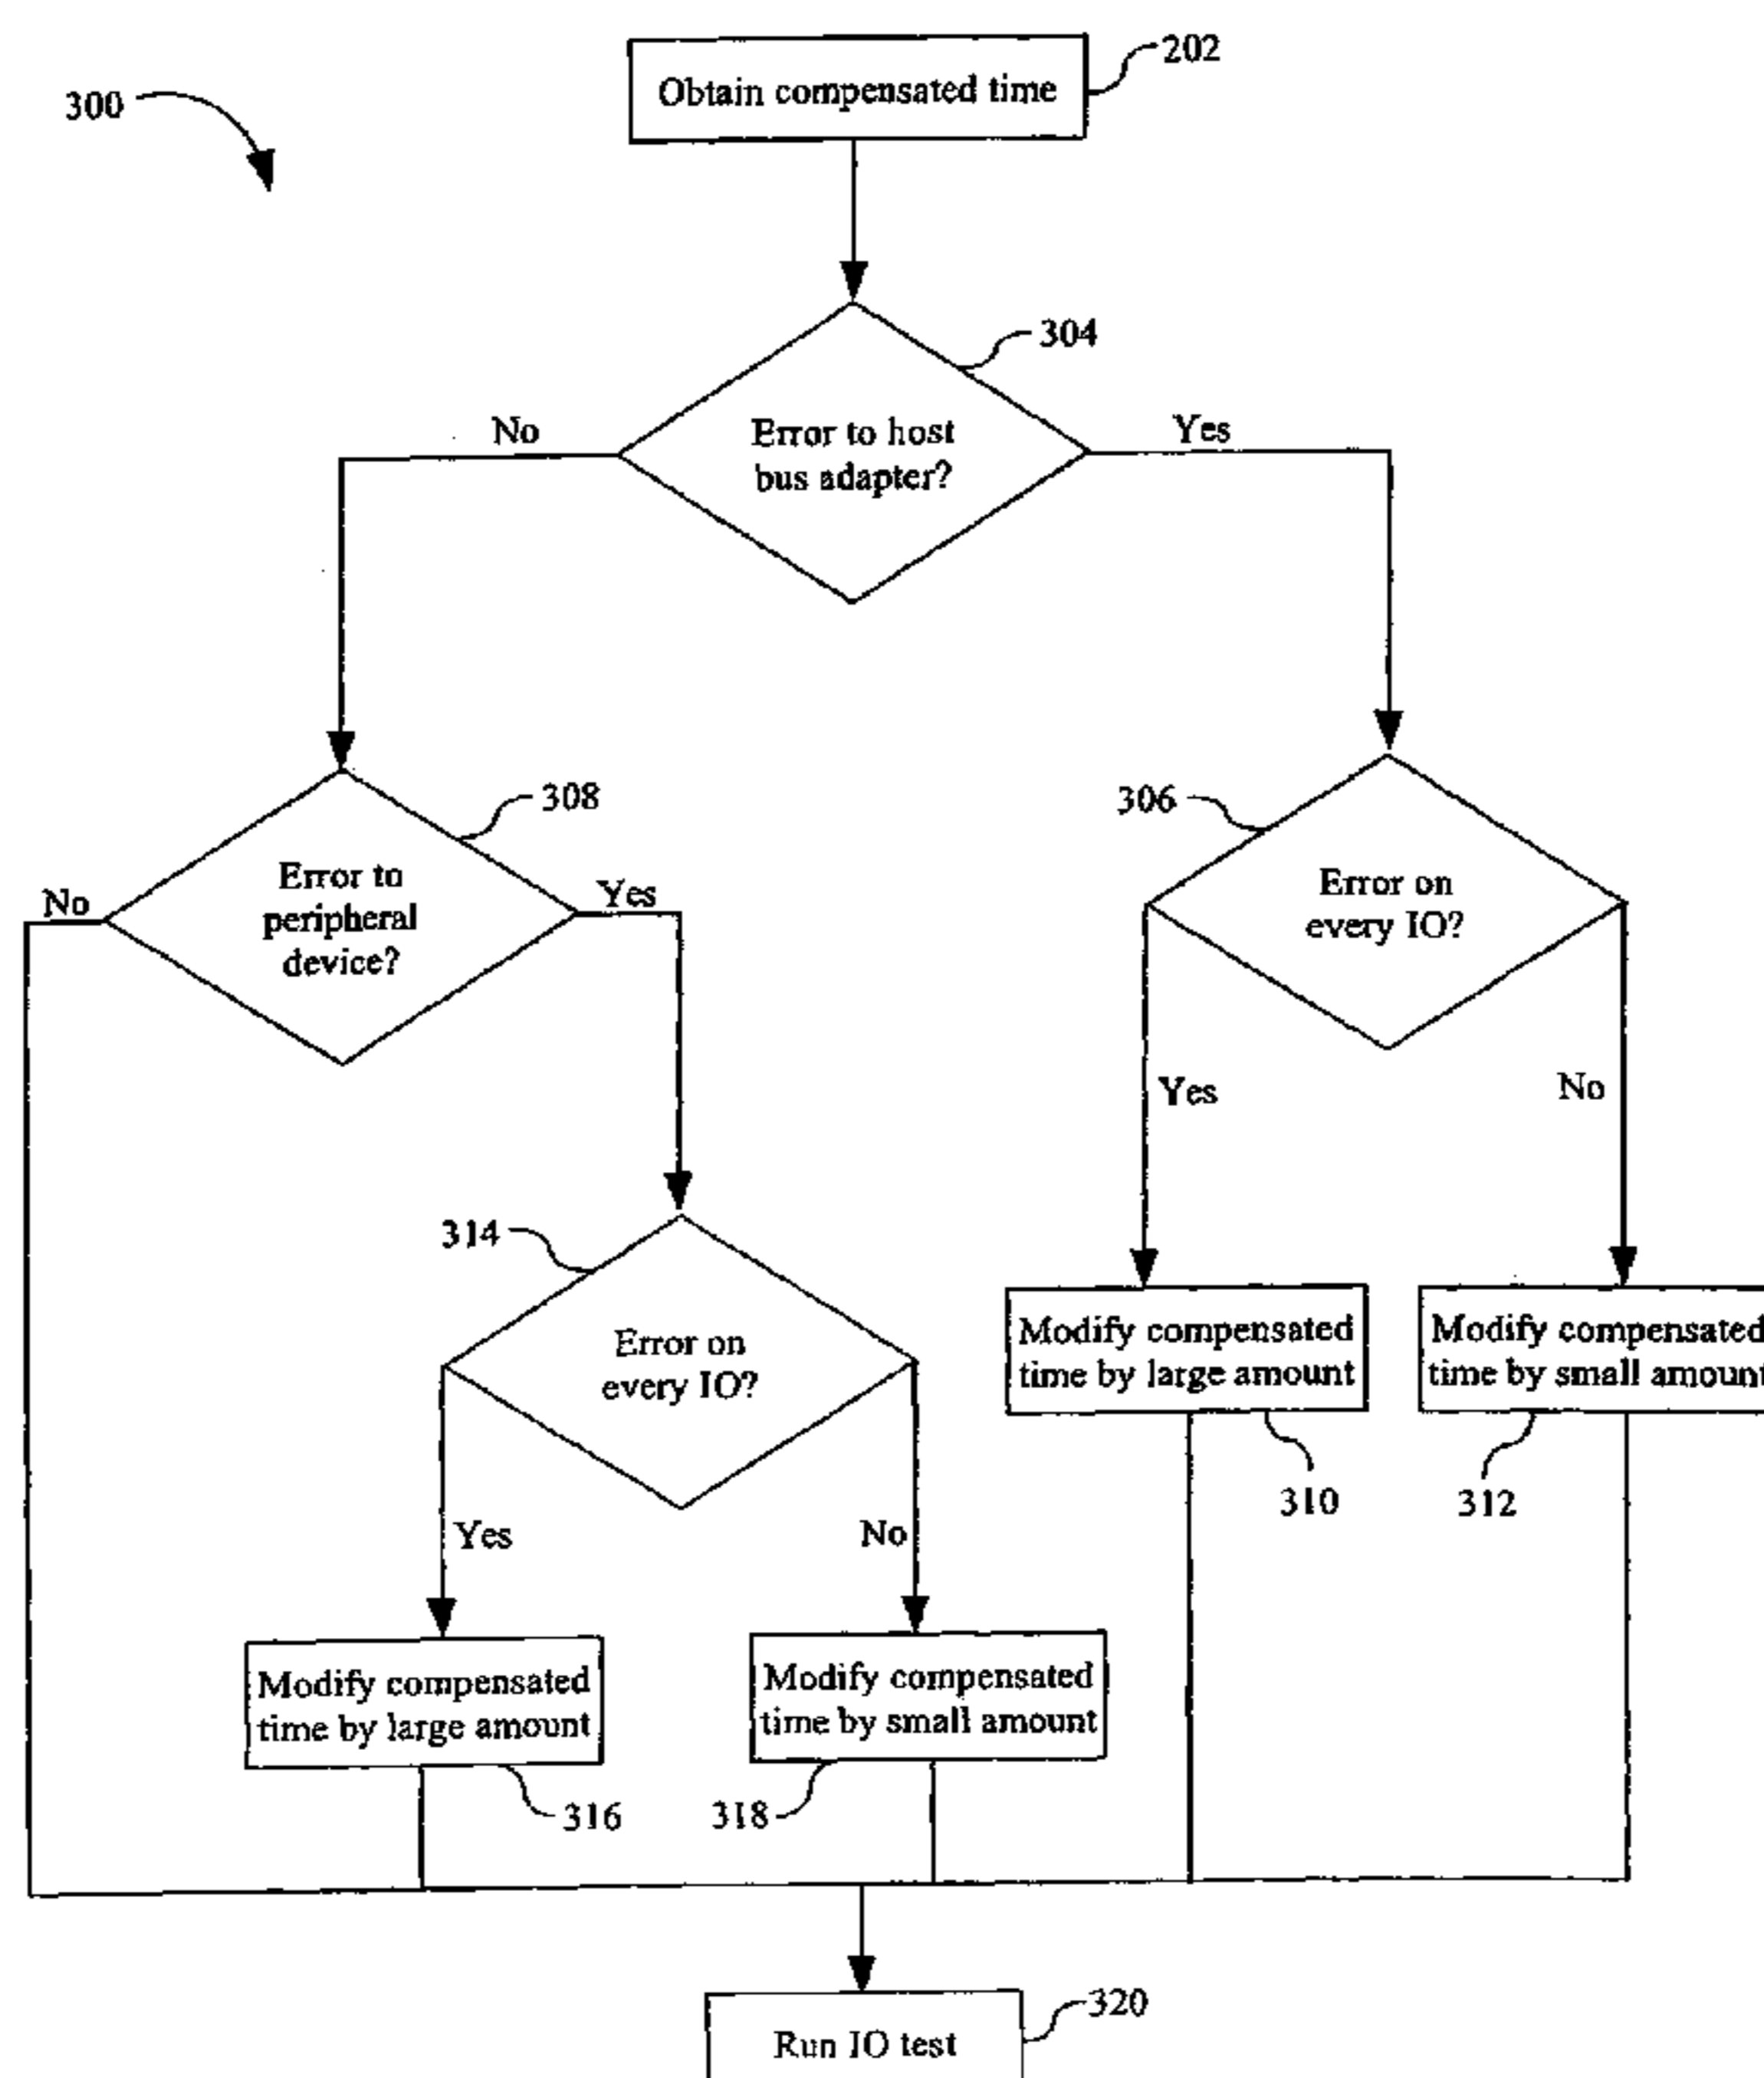 202
Obtain compensated time
300
304
Error to host
bus adapter?
No
Yes
308
306
Error to
peripheral
device?
No
Yes
Error on
every IO?
Yes
No
314
Error on
every IO?
Modify compensated
time by large amount
Modify compensated
time by small amount
310
312
Yes
No
Modify compensated
time by large amount
Modify compensated
time by small amount
316
318
320
Run IO test